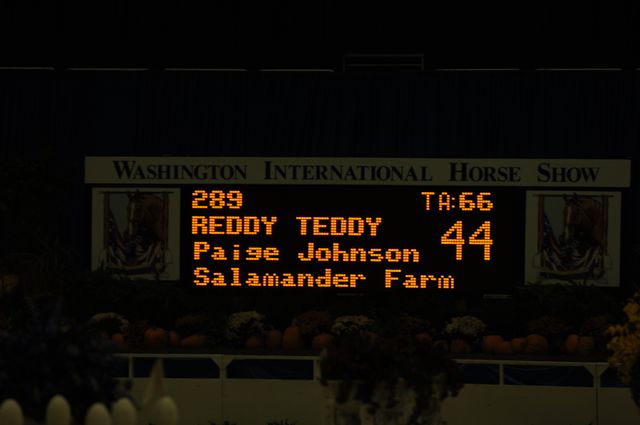 WASHINGTON INTERNATIONAL HORSE SHOW
289 TA:66
REDDY TEDDY 44
Paige Johnson
Salamander Farm